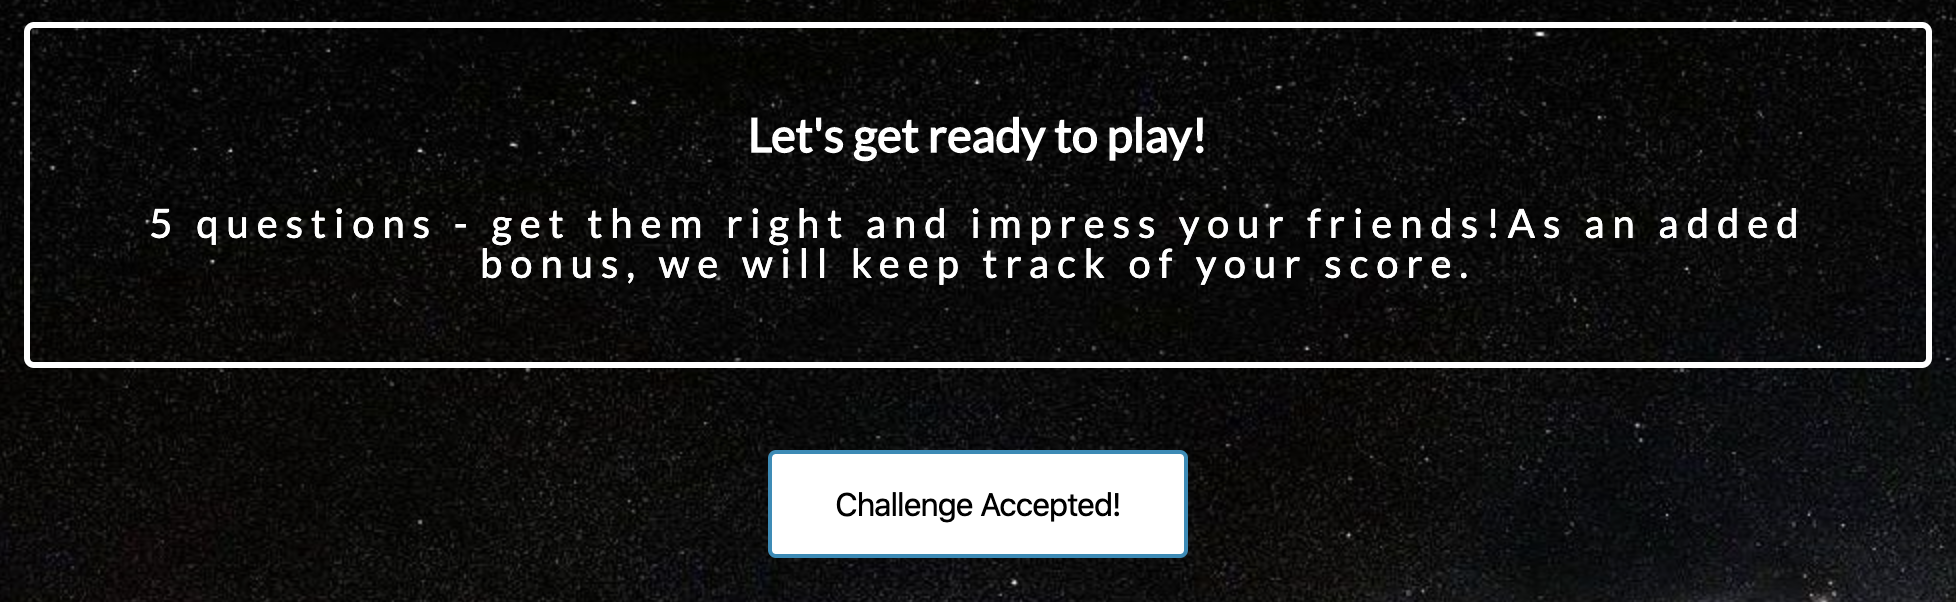 Let's get ready to play!
5 questions - get them right and impress your friends!As an added
bonus, we will keep track of your score.
Challenge Accepted!